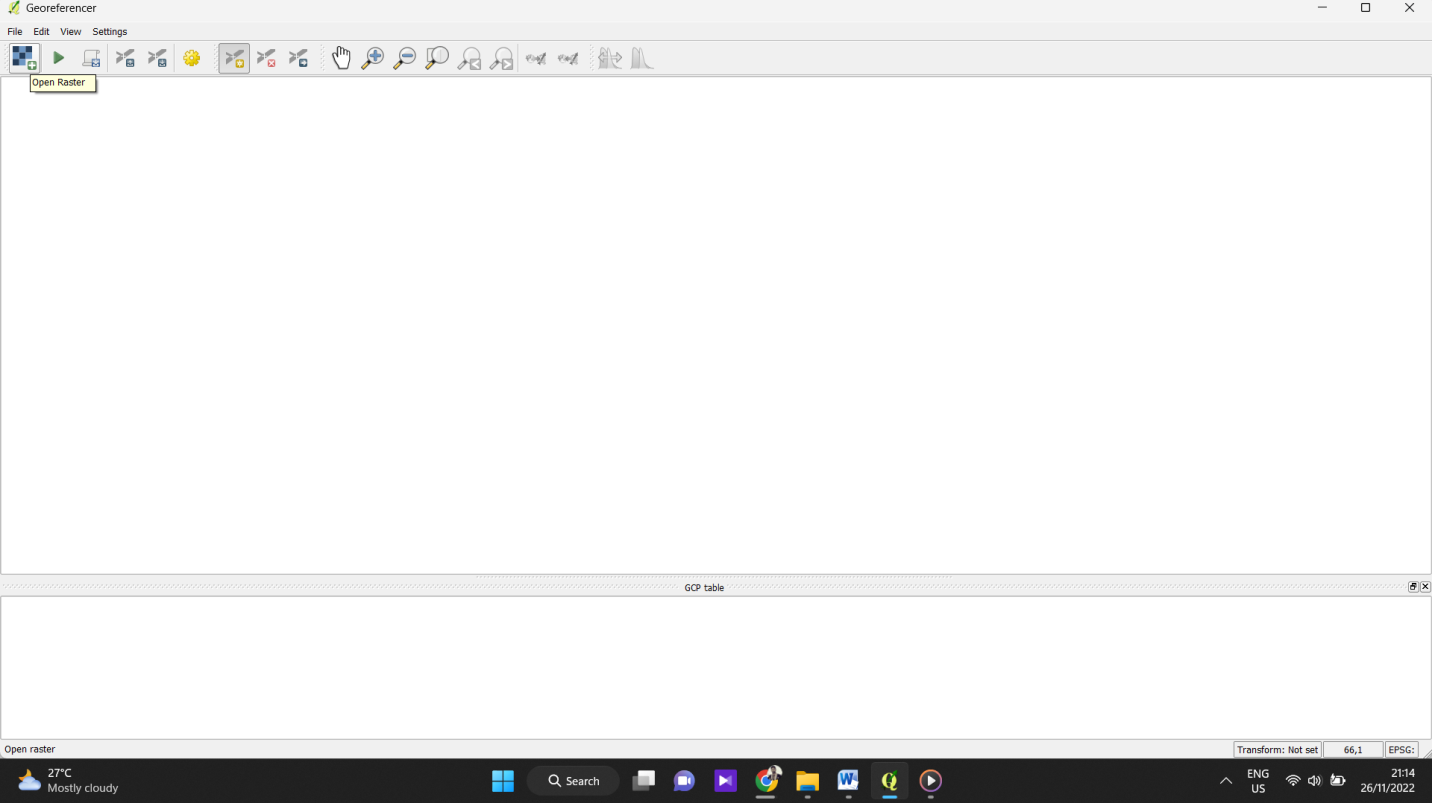 Georeferencer
File Edit View Settings
Open Raster
GCP table
Open raster
Transform: Not set
66,1
EPSG:
27°C
Mostly cloudy
Search
ENG
US
21:14
26/11/2022